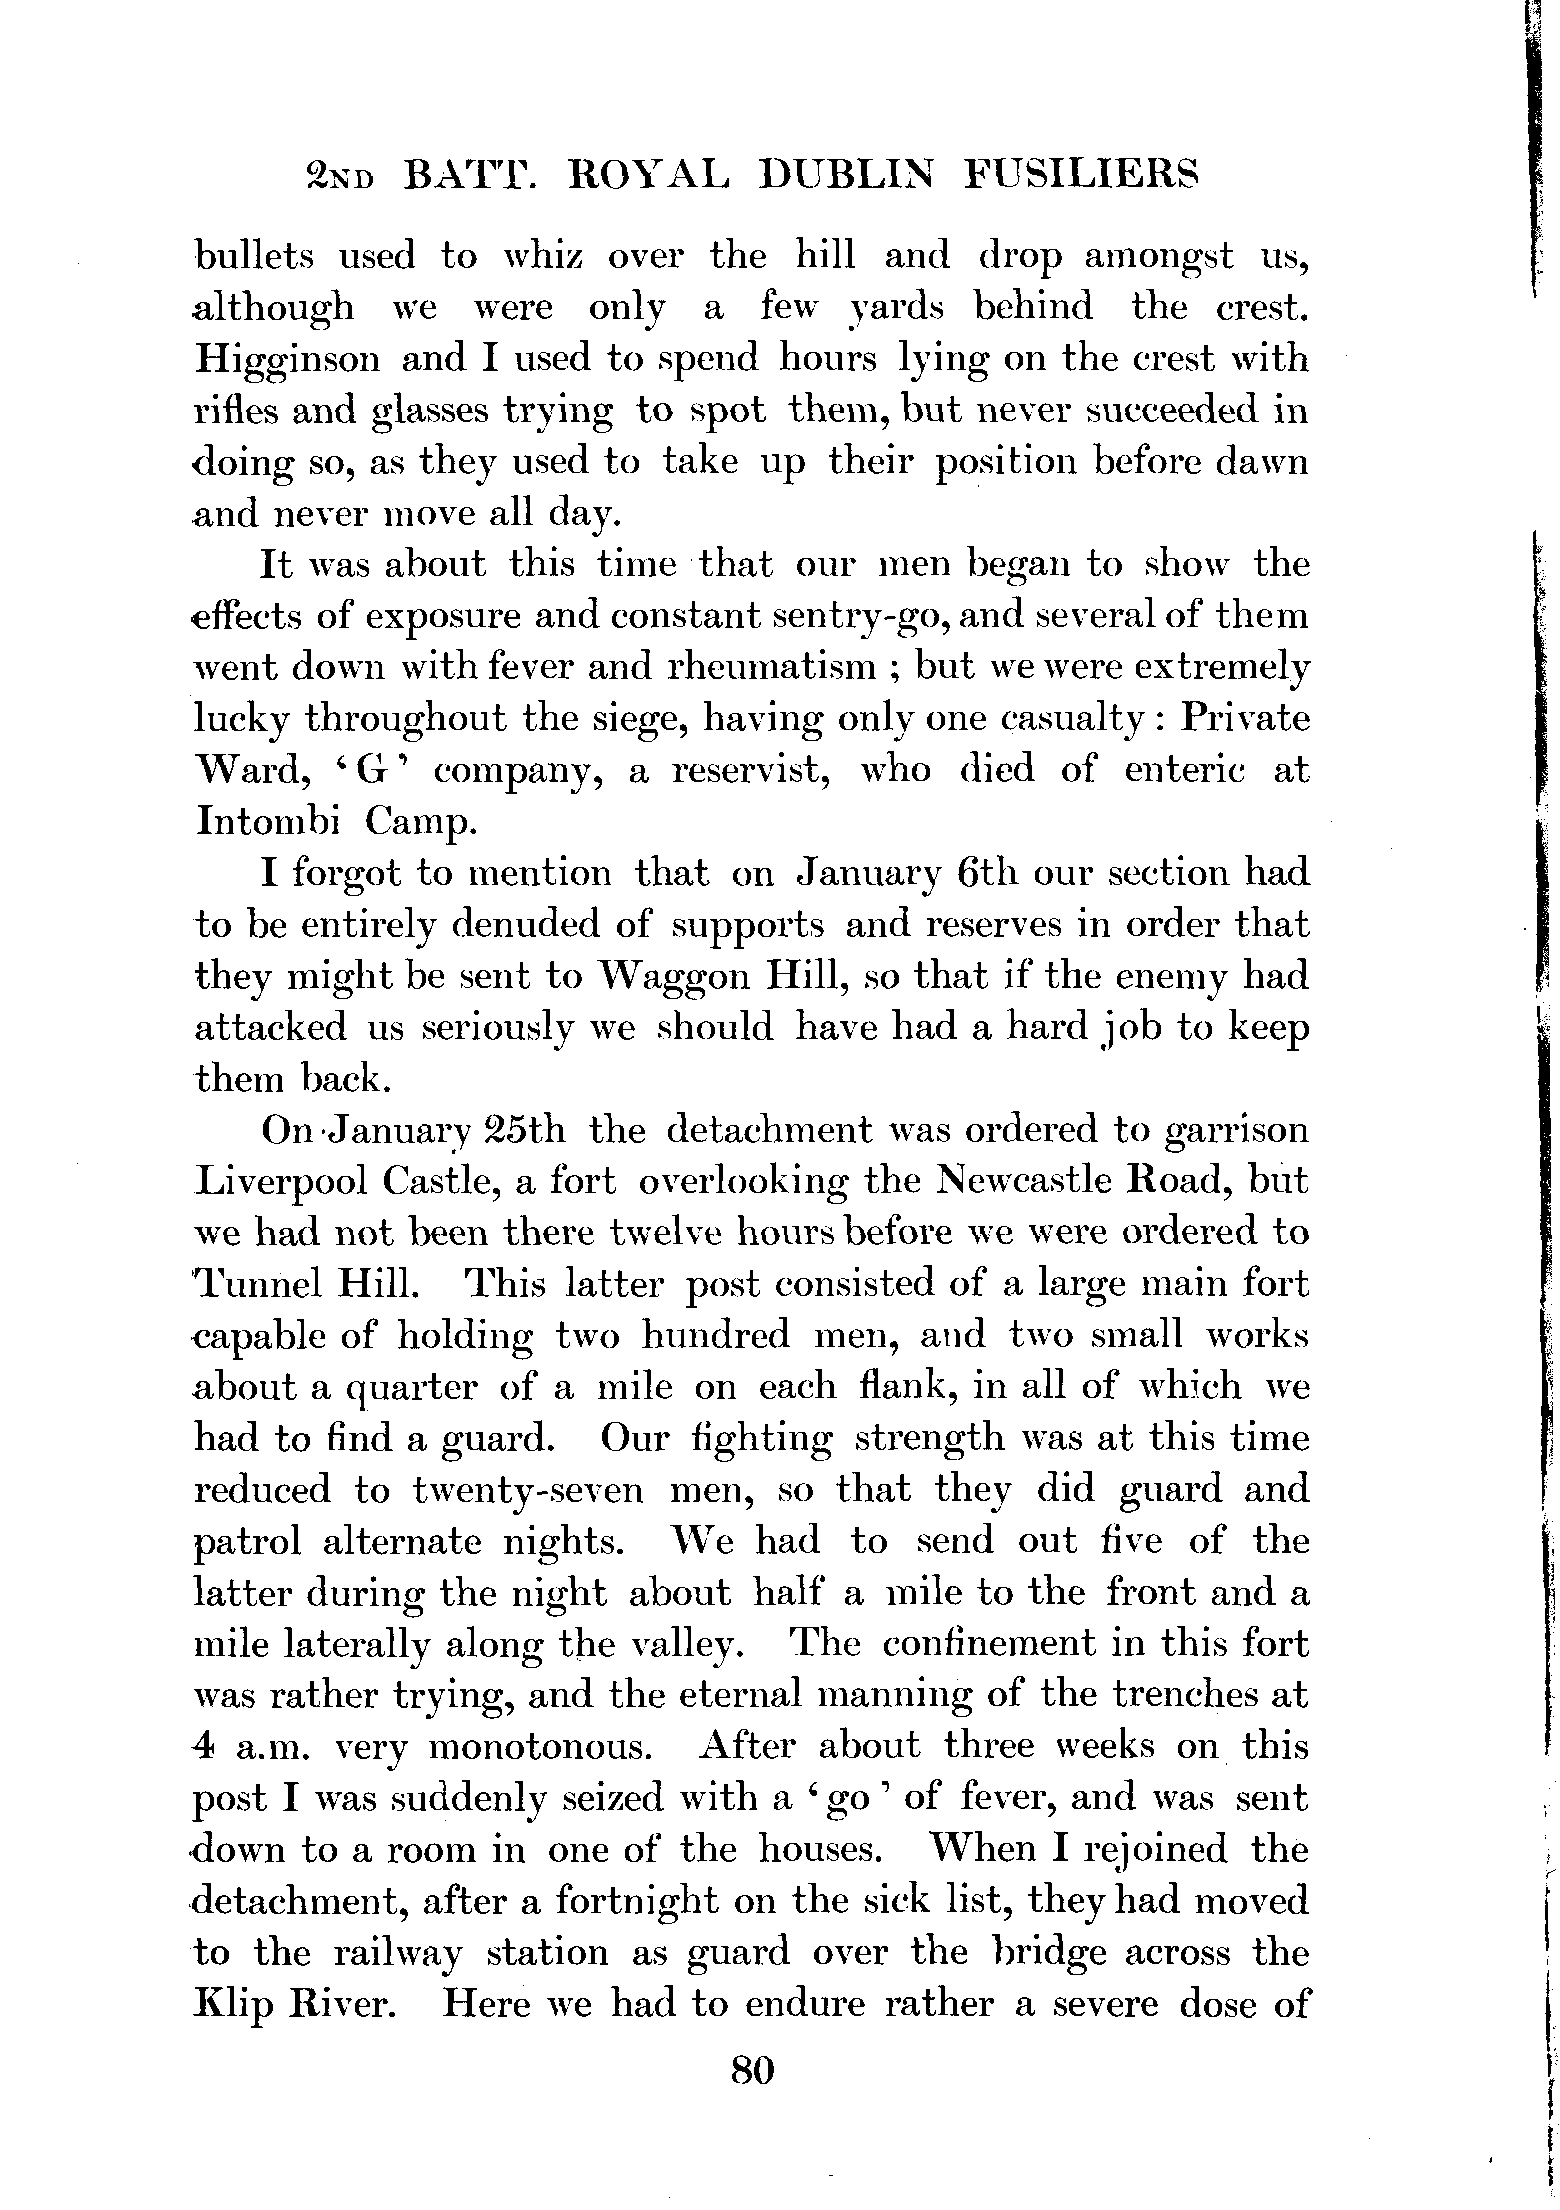 2ND BATT. ROYAL DUBLIN FUSILIERS
bullets used to whiz over the hill and drop amongst us,
although we were only a few yards behind the crest.
Higginson and I used to spend hours lying on the crest with
rifles and glasses trying to spot them, but never succeeded in
doing so, as they used to take up their position before dawn
and never move all day.
It was about this time that our men began to show the
effects of exposure and constant sentry-go, and several of them
went down with fever and rheumatism ; but we were extremely
lucky throughout the siege, having only one casualty : Private
Ward, ‘ G ’ company, a reservist, who died of enteric at
Intombi Camp.
I forgot to mention that on January 6th our section had
to be entirely denuded of supports and reserves in order that
they might be sent to Waggon Hill, so that if the enemy had
attacked us seriously we should have had a hard job to keep
them back.
On January 25th the detachment was ordered to garrison
Liverpool Castle, a fort overlooking the Newcastle Road, but
we had not been there twelve hours before we were ordered to
Tunnel Hill. This latter post consisted of a large main fort
capable of holding two hundred men, and two small works
about a quarter of a mile on each flank, in all of which we
had to find a guard. Our fighting strength was at this time
reduced to twenty-seven men, so that they did guard and
patrol alternate nights. We had to send out five of the
latter during the night about half a mile to the front and a
mile laterally along the valley. The confinement in this fort
was rather trying, and the eternal manning of the trenches at
4 a.m. very monotonous. After about three weeks on this
post I was suddenly seized with a ‘ go ’ of fever, and was sent
down to a room in one of the houses. When I rejoined the
detachment, after a fortnight on the sick list, they had moved
to the railway station as guard over the bridge across the
Klip River. Here we had to endure rather a severe dose of
80